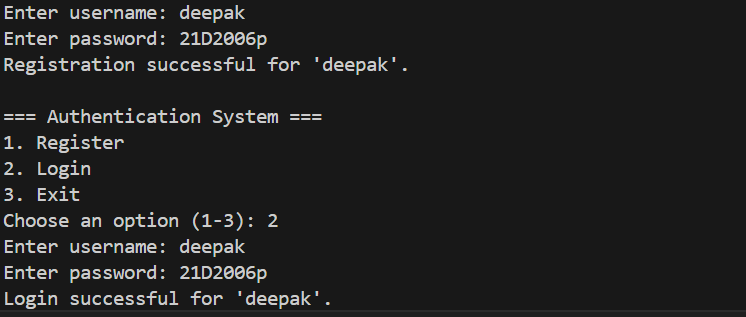 Enter username: deepak
Enter password: 21D2006p
Registration successful for 'deepak'.
=== Authentication System ===
1. Register
2. Login
3. Exit
Choose an option (1-3): 2
Enter username: deepak
Enter password: 21D2006p
Login successful for 'deepak'.